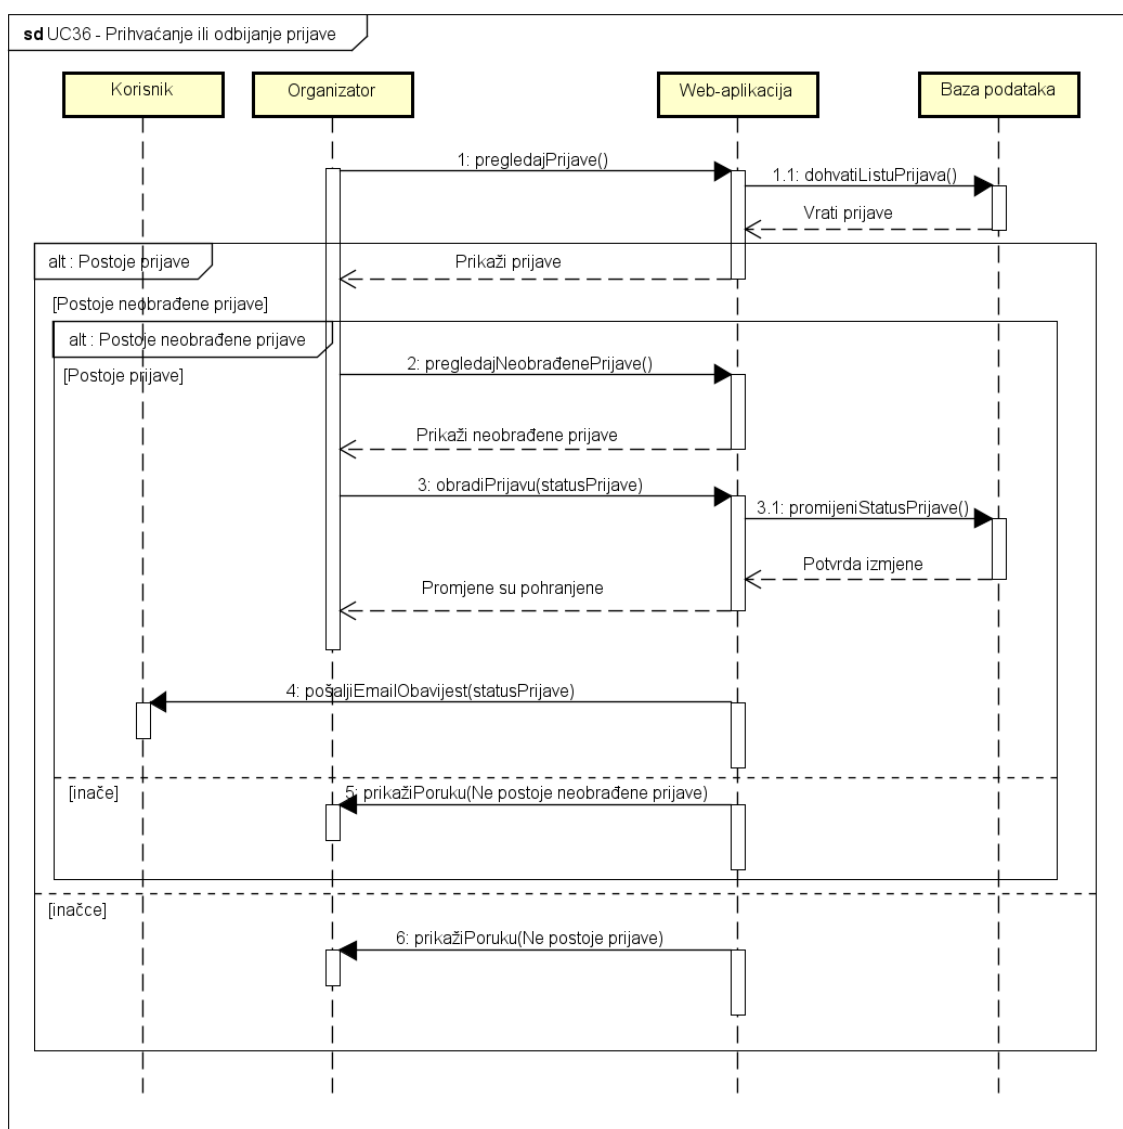 sd UC36 - Prihvaćanje ili odbijanje prijave
Korisnik
Organizator
Web-aplikacija
Baza podataka
1: pregledajPrijave()
1.1: dohvatiListuPrijava()
Vrati prijave
alt : Postoje prijave
Prikaži prijave
[Postoje neobrađene prijave]
alt : Postoje neobrađene prijave
2: pregledajNeobrađenePrijave()
[Postoje prijave]
Prikaži neobrađene prijave
3: obradiPrijavu(statusPrijave)
3.1: promijeniStatusPrijave()
Potvrda izmjene
Promjene su pohranjene
4: pošaljiEmailObavijest(statusPrijave)
[inače]
5: prikažiPoruku(Ne postoje neobrađene prijave)
[inačce]
6: prikažiPoruku(Ne postoje prijave)